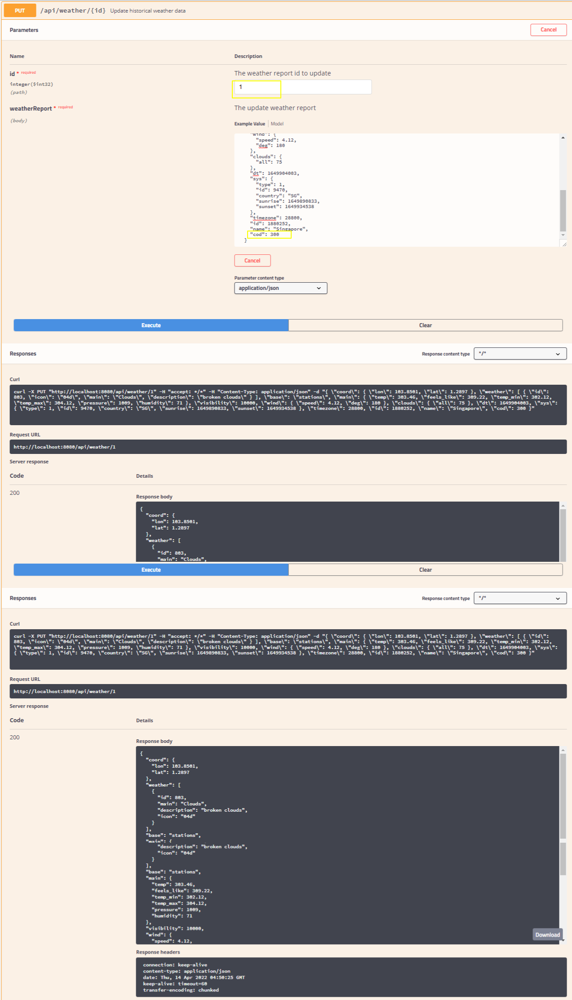 PUT /api/weather/{id} Update historical weather data
Parameters Cancel
Name Description
id * required The weather report id to update
integer($int32) 1
(path)
weatherReport * required The update weather report
(body)
Example Value Model
"wind": {
"speed": 4.12,
"deg": 180
},
"clouds": {
"all": 75
},
"dt": 1649904003,
"sys": {
"type": 1,
"id": 9470,
"country": "SG",
"sunrise": 1649890833,
"sunset": 1649934538
},
"timezone": 28800,
"id": 1880252,
"name": "Singapore",
"cod": 300
}
Cancel
Parameter content type
application/json
Execute Clear
Responses Response content type */*
Curl
curl -X PUT "http://localhost:8080/api/weather/1" -H "accept: */*" -H "Content-Type: application/json" -d "{ \"coord\": { \"lon\": 103.8501, \"lat\": 1.2897 }, \"weather\": [ { \"id\":
803, \"icon\": \"04d\", \"main\": \"Clouds\", \"description\": \"broken clouds\" } ], \"base\": \"stations\", \"main\": { \"temp\": 303.46, \"feels_like\": 309.22, \"temp_min\": 302.12,
\"temp_max\": 304.12, \"pressure\": 1009, \"humidity\": 71 }, \"visibility\": 10000, \"wind\": { \"speed\": 4.12, \"deg\": 180 }, \"clouds\": { \"all\": 75 }, \"dt\": 1649904003, \"sys\":
{ \"type\": 1, \"id\": 9470, \"country\": \"SG\", \"sunrise\": 1649890833, \"sunset\": 1649934538 }, \"timezone\": 28800, \"id\": 1880252, \"name\": \"Singapore\", \"cod\": 300 }"
Request URL
http://localhost:8080/api/weather/1
Server response
Code Details
200
Response body
{
"coord": {
"lon": 103.8501,
"lat": 1.2897
},
"weather": [
{
"id": 803,
"main": "Clouds",
Execute Clear
Responses Response content type */*
Curl
curl -X PUT "http://localhost:8080/api/weather/1" -H "accept: */*" -H "Content-Type: application/json" -d "{ \"coord\": { \"lon\": 103.8501, \"lat\": 1.2897 }, \"weather\": [ { \"id\":
803, \"icon\": \"04d\", \"main\": \"Clouds\", \"description\": \"broken clouds\" } ], \"base\": \"stations\", \"main\": { \"temp\": 303.46, \"feels_like\": 309.22, \"temp_min\": 302.12,
\"temp_max\": 304.12, \"pressure\": 1009, \"humidity\": 71 }, \"visibility\": 10000, \"wind\": { \"speed\": 4.12, \"deg\": 180 }, \"clouds\": { \"all\": 75 }, \"dt\": 1649904003, \"sys\":
{ \"type\": 1, \"id\": 9470, \"country\": \"SG\", \"sunrise\": 1649890833, \"sunset\": 1649934538 }, \"timezone\": 28800, \"id\": 1880252, \"name\": \"Singapore\", \"cod\": 300 }"
Request URL
http://localhost:8080/api/weather/1
Server response
Code Details
200
Response body
{
"coord": {
"lon": 103.8501,
"lat": 1.2897
},
"weather": [
{
"id": 803,
"main": "Clouds",
"description": "broken clouds",
"icon": "04d"
}
],
"base": "stations",
"main": {
"description": "broken clouds",
"icon": "04d"
}
],
"base": "stations",
"main": {
"temp": 303.46,
"feels_like": 309.22,
"temp_min": 302.12,
"temp_max": 304.12,
"pressure": 1009,
"humidity": 71
},
"visibility": 10000,
"wind": {
"speed": 4.12,
Download
Response headers
connection: keep-alive
content-type: application/json
date: Thu, 14 Apr 2022 04:50:25 GMT
keep-alive: timeout=60
transfer-encoding: chunked